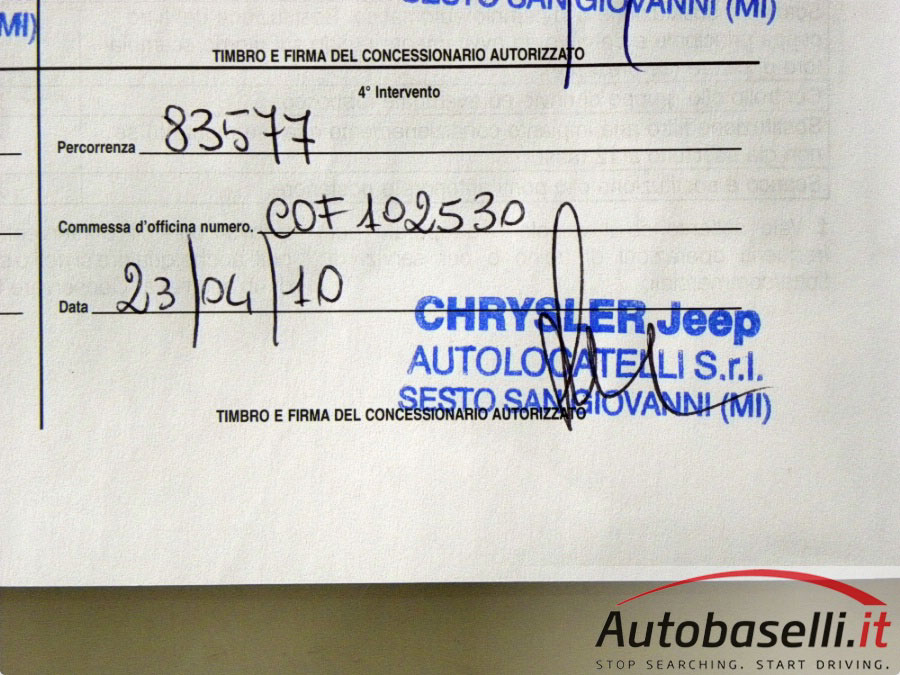 SESTO SAN GIOVANNI (MI)
MI)
TIMBRO E FIRMA DEL CONCESSIONARIO AUTORIZZATO
4° Intervento
Percorrenza 83577
Commessa d'officina numero. COF 102530
Data 23/04/10
CHRYSLER Jeep
AUTOLOCATELLI S.r.l.
SESTO SAN GIOVANNI (MI)
TIMBRO E FIRMA DEL CONCESSIONARIO AUTORIZZATO
Autobaselli.it
STOP SEARCHING. START DRIVING.